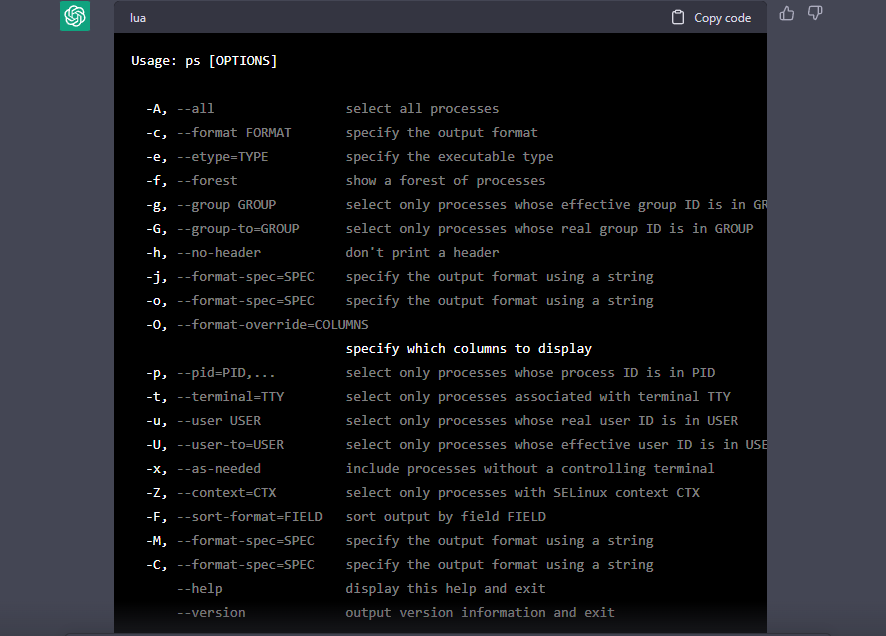 lua
Copy code
Usage: ps [OPTIONS]
-A, --all select all processes
-c, --format FORMAT specify the output format
-e, --etype=TYPE specify the executable type
-f, --forest show a forest of processes
-g, --group GROUP select only processes whose effective group ID is in GR
-G, --group-to=GROUP select only processes whose real group ID is in GROUP
-h, --no-header don't print a header
-j, --format-spec=SPEC specify the output format using a string
-o, --format-spec=SPEC specify the output format using a string
-O, --format-override=COLUMNS
specify which columns to display
-p, --pid=PID,... select only processes whose process ID is in PID
-t, --terminal=TTY select only processes associated with terminal TTY
-u, --user USER select only processes whose real user ID is in USER
-U, --user-to=USER select only processes whose effective user ID is in USE
-x, --as-needed include processes without a controlling terminal
-Z, --context=CTX select only processes with SELinux context CTX
-F, --sort-format=FIELD sort output by field FIELD
-M, --format-spec=SPEC specify the output format using a string
-C, --format-spec=SPEC specify the output format using a string
--help display this help and exit
--version output version information and exit